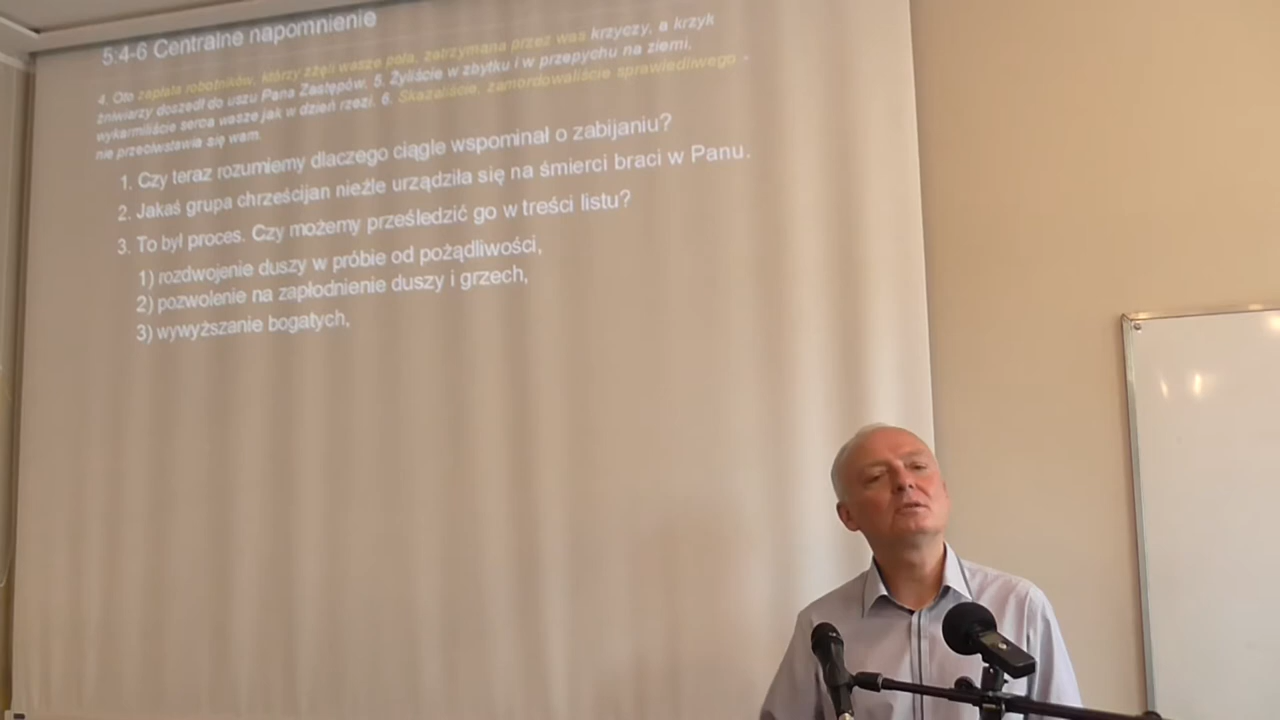 5:4-6 Centralne napomnienie
4. Oto zapłata robotników, którzy zżęli wasze pola, zatrzymana przez was krzyczy, a krzyk
żniwiarzy doszedł do uszu Pana Zastępów. 5. Żyliście w zbytku i w przepychu na ziemi,
wykarmiliście serca wasze jak w dzień rzezi. 6. Skazaliście, zamordowaliście sprawiedliwego -
nie przeciwstawia się wam.
1. Czy teraz rozumiemy dlaczego ciągle wspominał o zabijaniu?
2. Jakaś grupa chrześcijan nieźle urządziła się na śmierci braci w Panu.
3. To był proces. Czy możemy prześledzić go w treści listu?
1) rozdwojenie duszy w próbie od pożądliwości,
2) pozwolenie na zapłodnienie duszy i grzech,
3) wywyższanie bogatych,